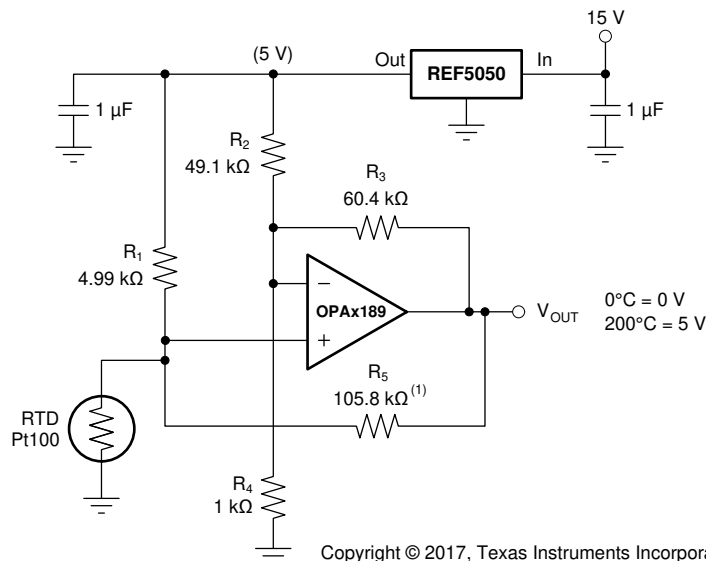 15 V
(5 V)
Out
REF5050
In
1 µF
1 µF
R2
49.1 kΩ
R3
60.4 kΩ
R1
4.99 kΩ
−
OPAx189
+
VOUT
0°C = 0 V
200°C = 5 V
R5
105.8 kΩ(1)
RTD
Pt100
R4
1 kΩ
Copyright © 2017, Texas Instruments Incorpora